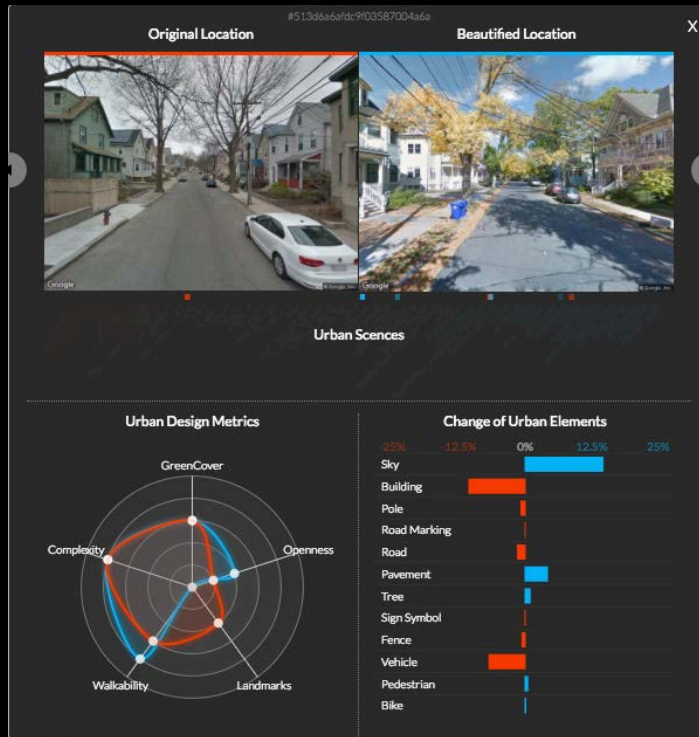 #513d6a6afdc9f03587004a6a
Original Location
Beautified Location
X
Google
Google
Urban Scences
Urban Design Metrics
GreenCover
Complexity
Openness
Walkability
Landmarks
Change of Urban Elements
-25% -12.5% 0% 12.5% 25%
Sky
Building
Pole
Road Marking
Road
Pavement
Tree
Sign Symbol
Fence
Vehicle
Pedestrian
Bike